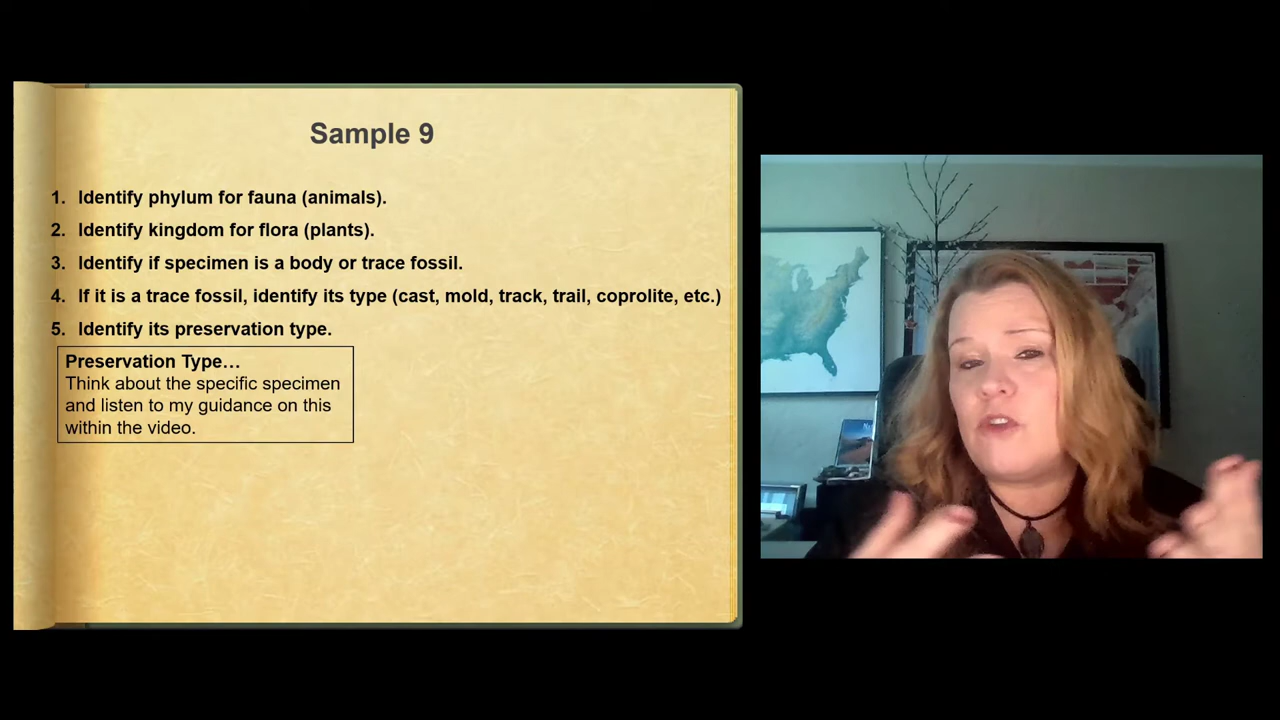 Sample 9
1. Identify phylum for fauna (animals).
2. Identify kingdom for flora (plants).
3. Identify if specimen is a body or trace fossil.
4. If it is a trace fossil, identify its type (cast, mold, track, trail, coprolite, etc.)
5. Identify its preservation type.
Preservation Type…
Think about the specific specimen
and listen to my guidance on this
within the video.